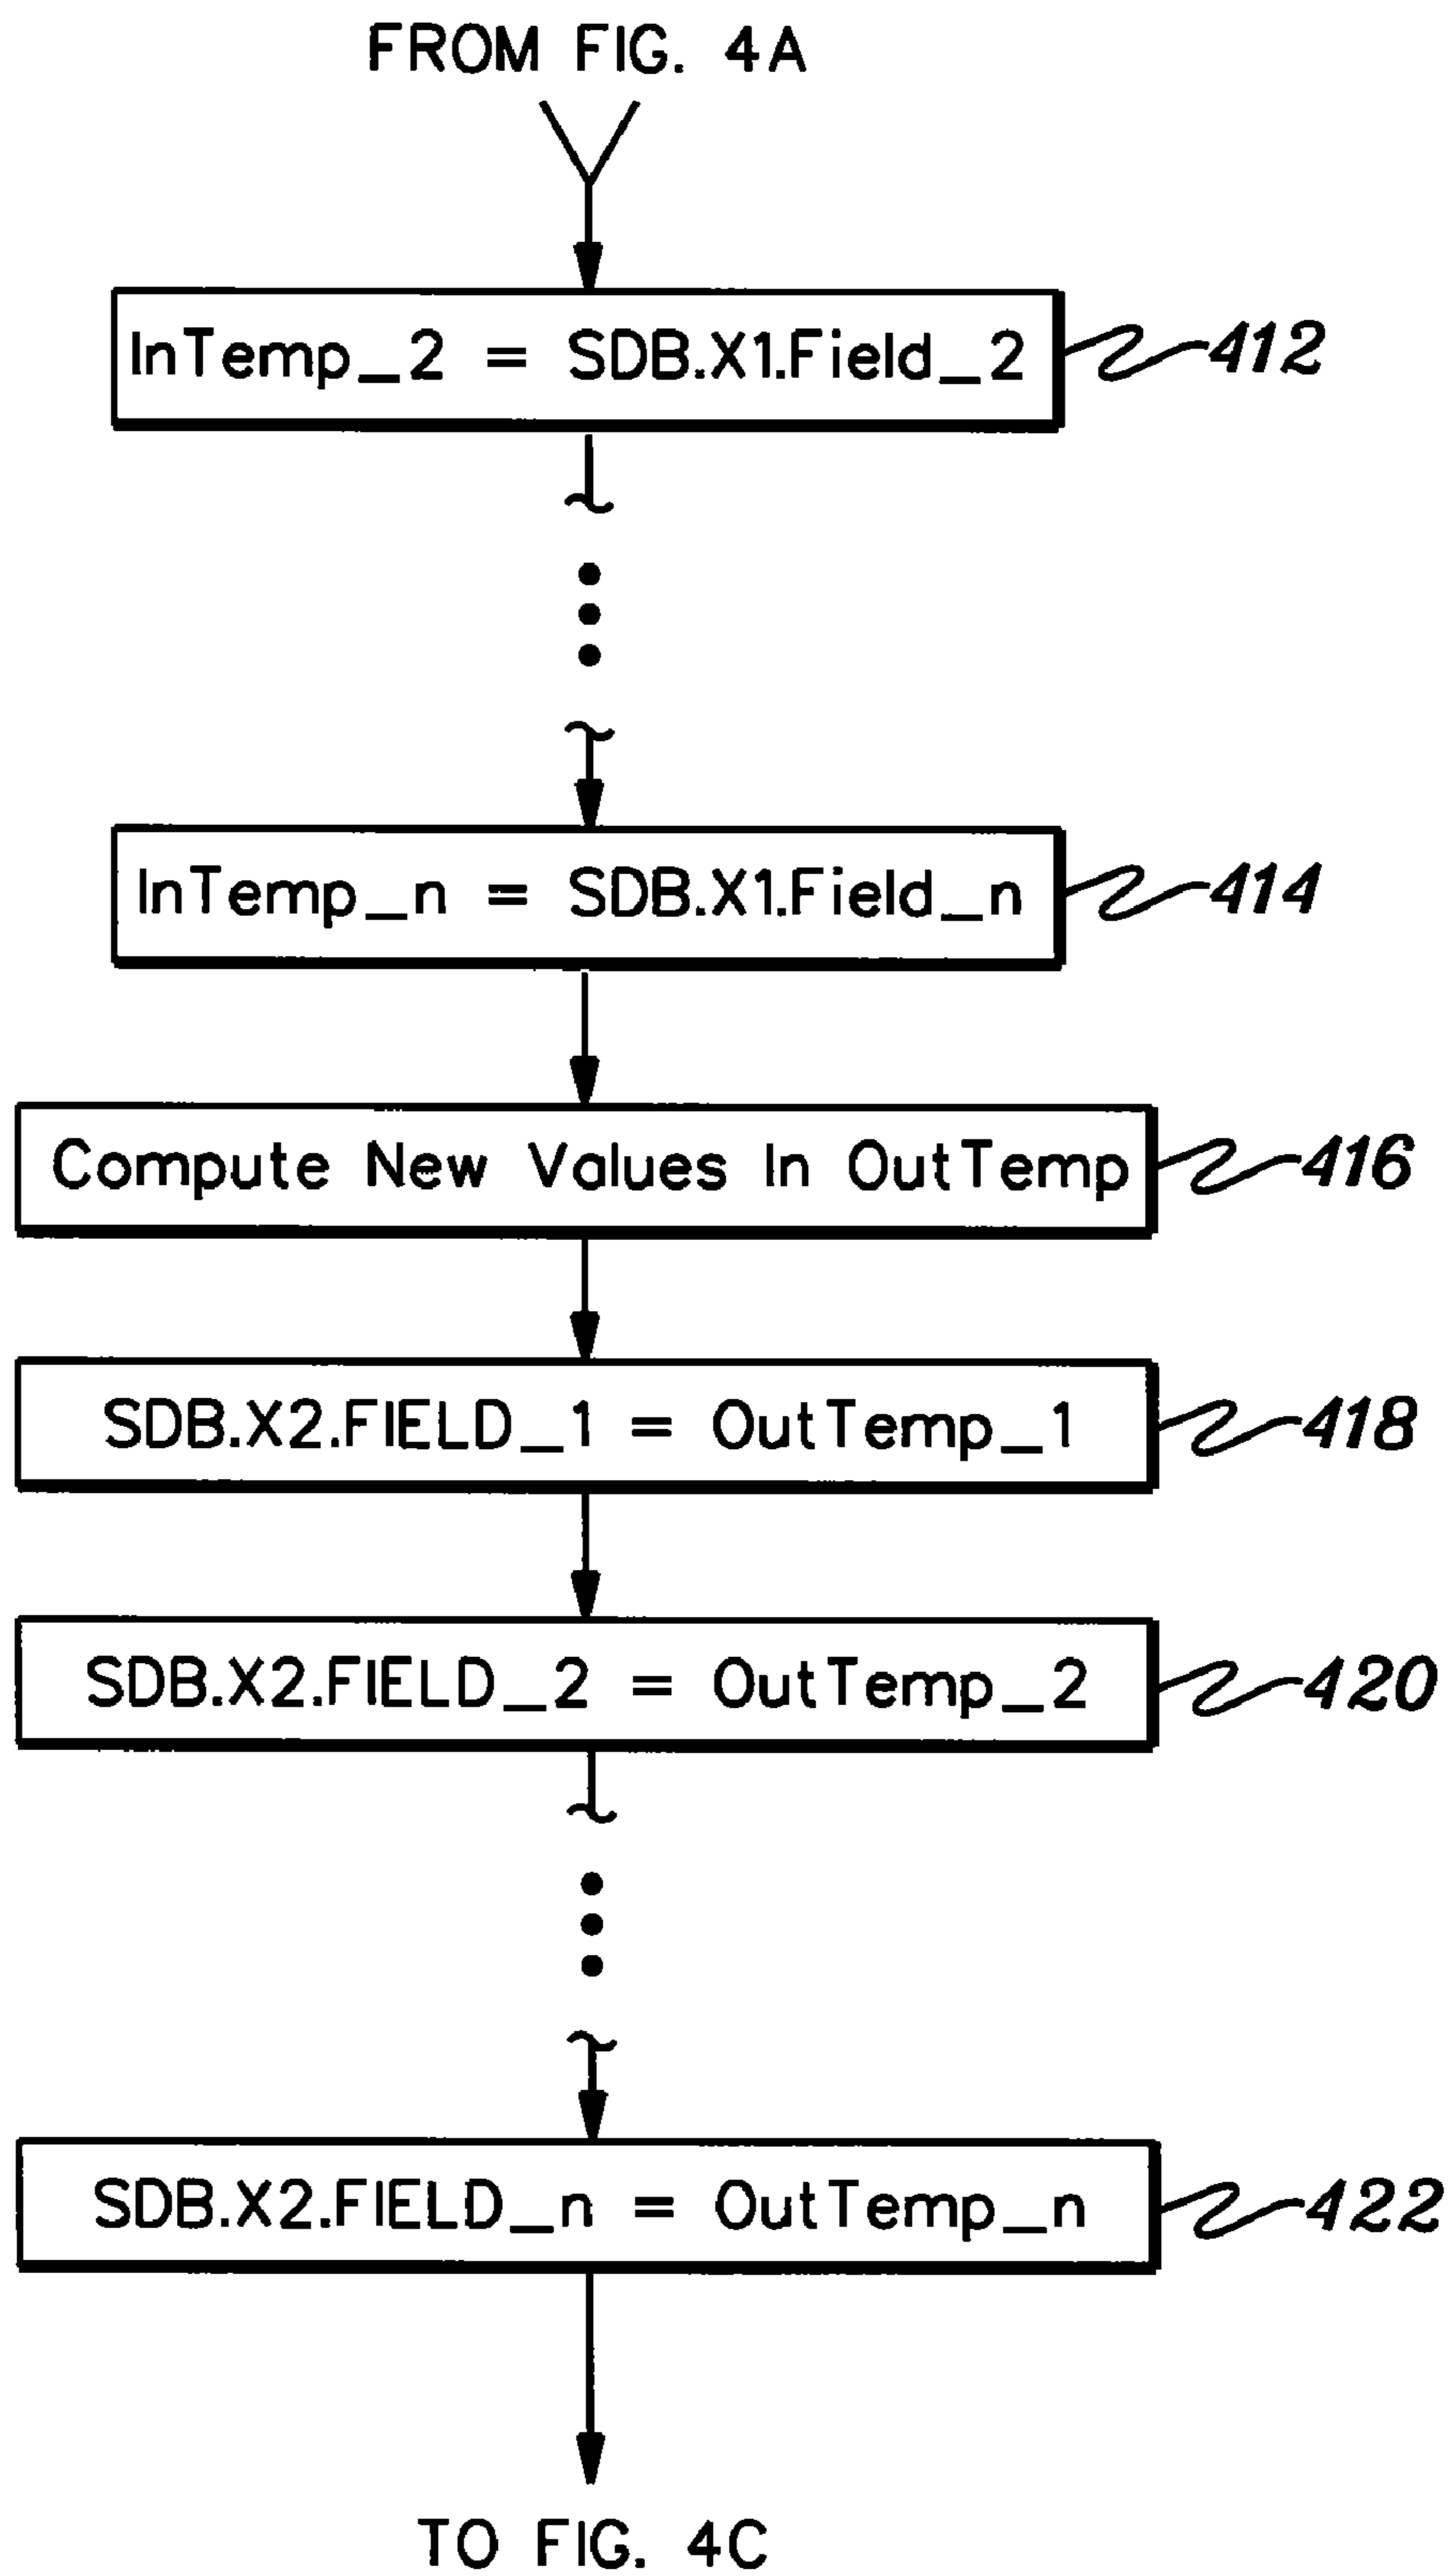 FROM FIG. 4A
InTemp_2 = SDB.X1.Field_2
412
InTemp_n = SDB.X1.Field_n
414
Compute New Values In OutTemp
416
SDB.X2.FIELD_1 = OutTemp_1
418
SDB.X2.FIELD_2 = OutTemp_2
420
SDB.X2.FIELD_n = OutTemp_n
422
TO FIG. 4C